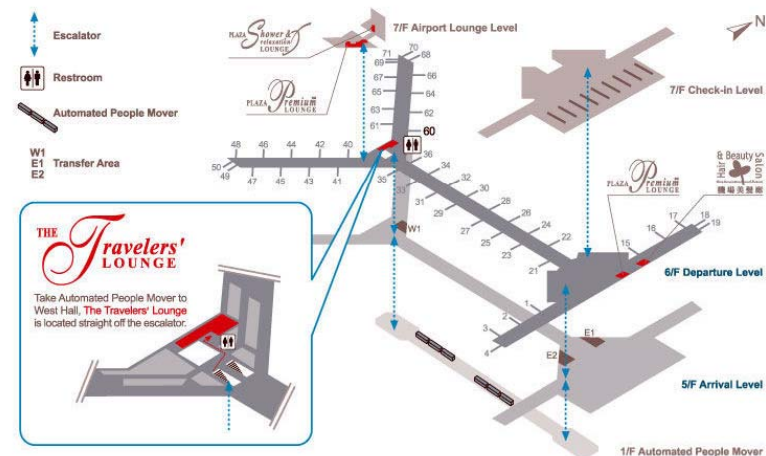 Escalator
Restroom
Automated People Mover
W1
E1
E2
Transfer Area
PLAZA
Shower &
relaxation
LOUNGE
PLAZA
Premium
LOUNGE
7/F Airport Lounge Level
7/F Check-in Level
71
70
69
68
67
66
65
64
63
62
61
60
48
46
44
42
40
36
50
49
47
45
43
41
35
34
33
32
31
30
29
28
27
26
25
24
23
22
21
PLAZA
Premium
LOUNGE
Hair & Beauty Salon
機場美髮廊
15
16
17
18
19
1
2
3
4
6/F Departure Level
W1
E1
E2
5/F Arrival Level
1/F Automated People Mover
THE
Travelers'
LOUNGE
Take Automated People Mover to
West Hall, The Travelers' Lounge
is located straight off the escalator.